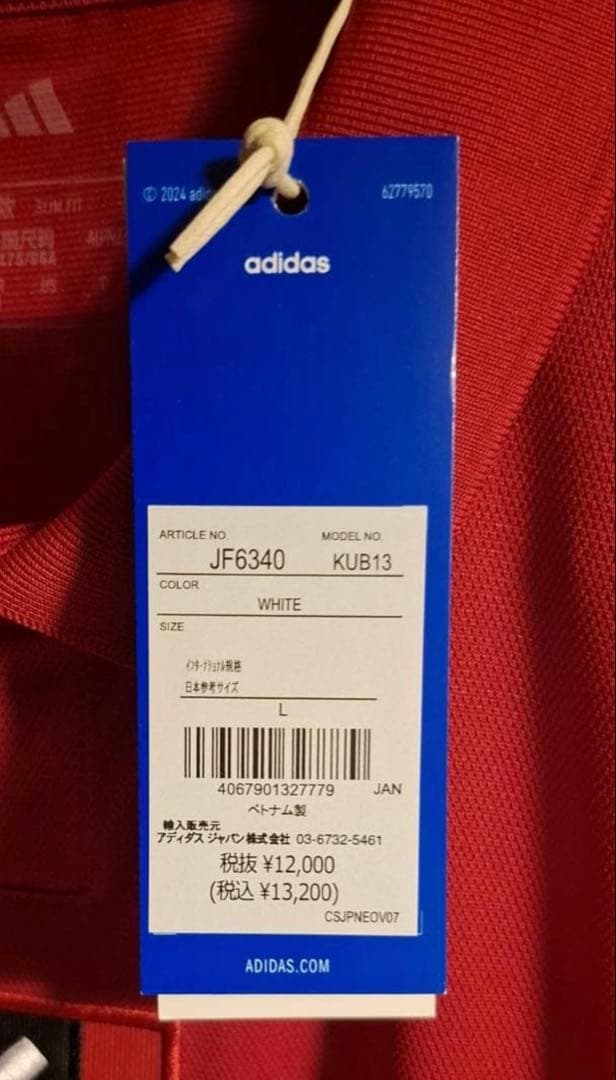 © 2024 adid
62779570
adidas
ARTICLE NO. MODEL NO.
JF6340 KUB13
COLOR
WHITE
SIZE
インターナショナル規格
日本参考サイズ
L
4067901327779 JAN
ベトナム製
輸入販売元
アディダス ジャパン株式会社 03-6732-5461
税抜 ¥12,000
(税込 ¥13,200)
CSJPNEOV07
ADIDAS.COM